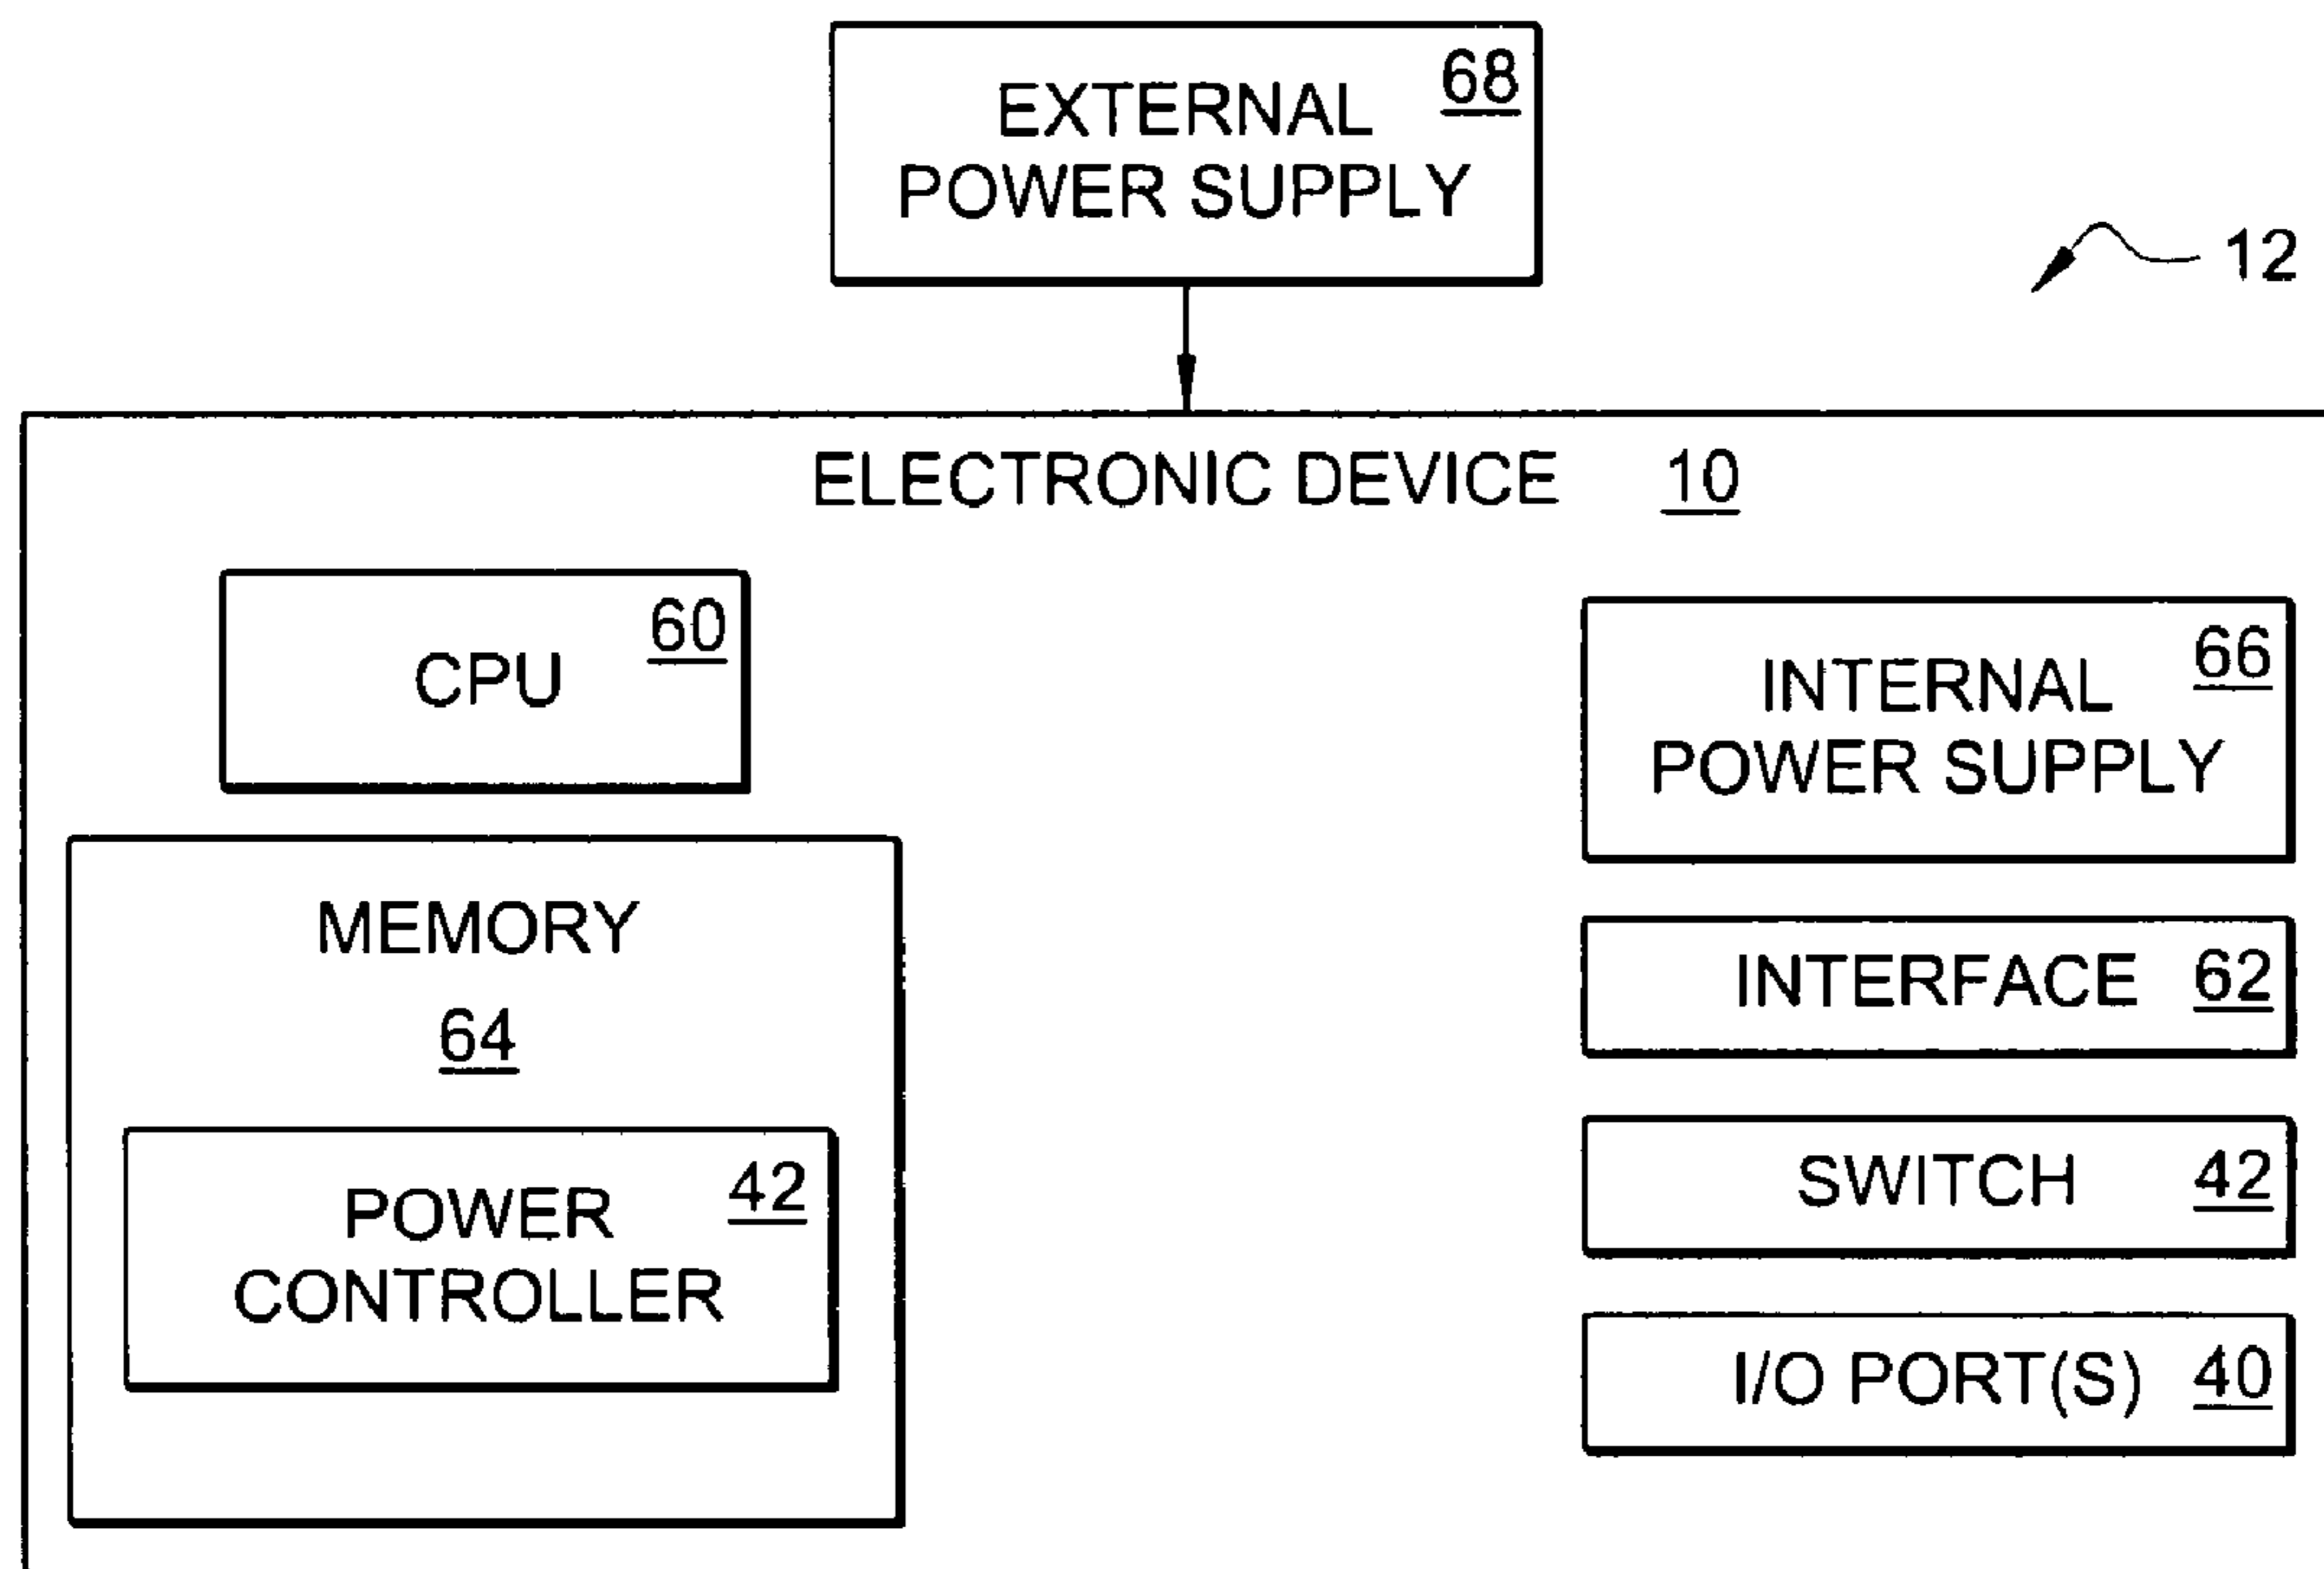 68
EXTERNAL
POWER SUPPLY
12
ELECTRONIC DEVICE 10
60
CPU
66
INTERNAL
POWER SUPPLY
MEMORY
64
INTERFACE 62
42
POWER
CONTROLLER
SWITCH 42
I/O PORT(S) 40